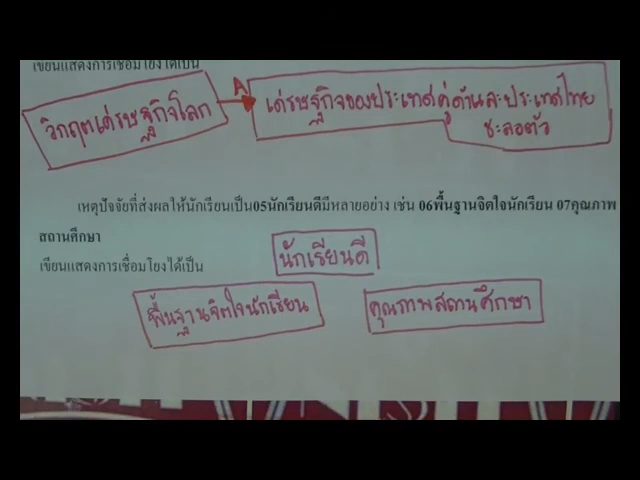 เขียนแสดงการเชื่อมโยงได้เป็น
A
วิกฤตเศรษฐกิจโลก
เศรษฐกิจของประเทศคู่ค้าและประเทศไทย
ชะลอตัว
เหตุปัจจัยที่ส่งผลให้นักเรียนเป็น05นักเรียนดีมีหลายอย่าง เช่น 06พื้นฐานจิตใจนักเรียน 07คุณภาพ
สถานศึกษา
นักเรียนดี
เขียนแสดงการเชื่อมโยงได้เป็น
พื้นฐานจิตใจนักเรียน
คุณภาพสถานศึกษา